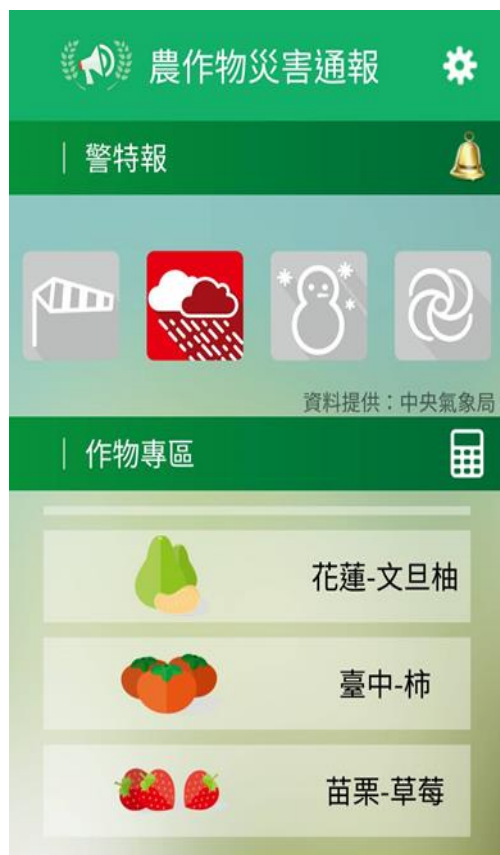 農作物災害通報
警特報
資料提供：中央氣象局
作物專區
花蓮-文旦柚
臺中-柿
苗栗-草莓